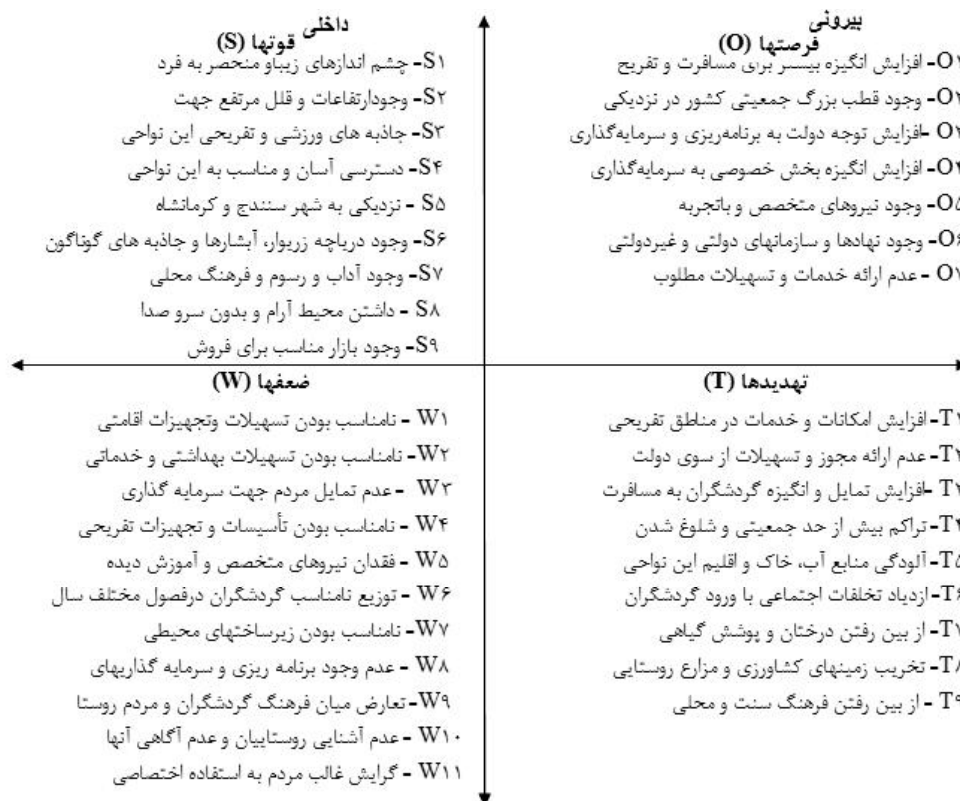 بیرونی
فرصتها (O)
O۱- افزایش انگیزه بیشتر برای مسافرت و تفریح
O۲- وجود قطب بزرگ جمعیتی کشور در نزدیکی
O۳- افزایش توجه دولت به برنامه‌ریزی و سرمایه‌گذاری
O۴- افزایش انگیزه بخش خصوصی به سرمایه‌گذاری
O۵- وجود نیروهای متخصص و باتجربه
O۶- وجود نهادها و سازمانهای دولتی و غیردولتی
O۷ - عدم ارائه خدمات و تسهیلات مطلوب
داخلی
قوتها (S)
S۱- چشم اندازهای زیباو منحصر به فرد
S۲- وجودارتفاعات و قلل مرتفع جهت
S۳- جاذبه های ورزشی و تفریحی این نواحی
S۴- دسترسی آسان و مناسب به این نواحی
S۵ - نزدیکی به شهر سنندج و کرمانشاه
S۶- وجود دریاچه زریوار، آبشارها و جاذبه های گوناگون
S۷- وجود آداب و رسوم و فرهنگ محلی
S۸ - داشتن محیط آرام و بدون سرو صدا
S۹- وجود بازار مناسب برای فروش
تهدیدها (T)
T۱- افزایش امکانات و خدمات در مناطق تفریحی
T۲- عدم ارائه مجوز و تسهیلات از سوی دولت
T۳- افزایش تمایل و انگیزه گردشگران به مسافرت
T۴- تراکم بیش از حد جمعیتی و شلوغ شدن
T۵- آلودگی منابع آب، خاک و اقلیم این نواحی
T۶- ازدیاد تخلفات اجتماعی با ورود گردشگران
T۷- از بین رفتن درختان و پوشش گیاهی
T۸- تخریب زمینهای کشاورزی و مزارع روستایی
T۹ - از بین رفتن فرهنگ سنت و محلی
ضعفها (W)
W۱ - نامناسب بودن تسهیلات وتجهیزات اقامتی
W۲- نامناسب بودن تسهیلات بهداشتی و خدماتی
W۳ - عدم تمایل مردم جهت سرمایه گذاری
W۴ - نامناسب بودن تأسیسات و تجهیزات تفریحی
W۵ - فقدان نیروهای متخصص و آموزش دیده
W۶ - توزیع نامناسب گردشگران درفصول مختلف سال
W۷- نامناسب بودن زیرساختهای محیطی
W۸ - عدم وجود برنامه ریزی و سرمایه گذاریهای
W۹- تعارض میان فرهنگ گردشگران و مردم روستا
W۱۰ - عدم آشنایی روستاییان و عدم آگاهی آنها
W۱۱ - گرایش غالب مردم به استفاده اختصاصی